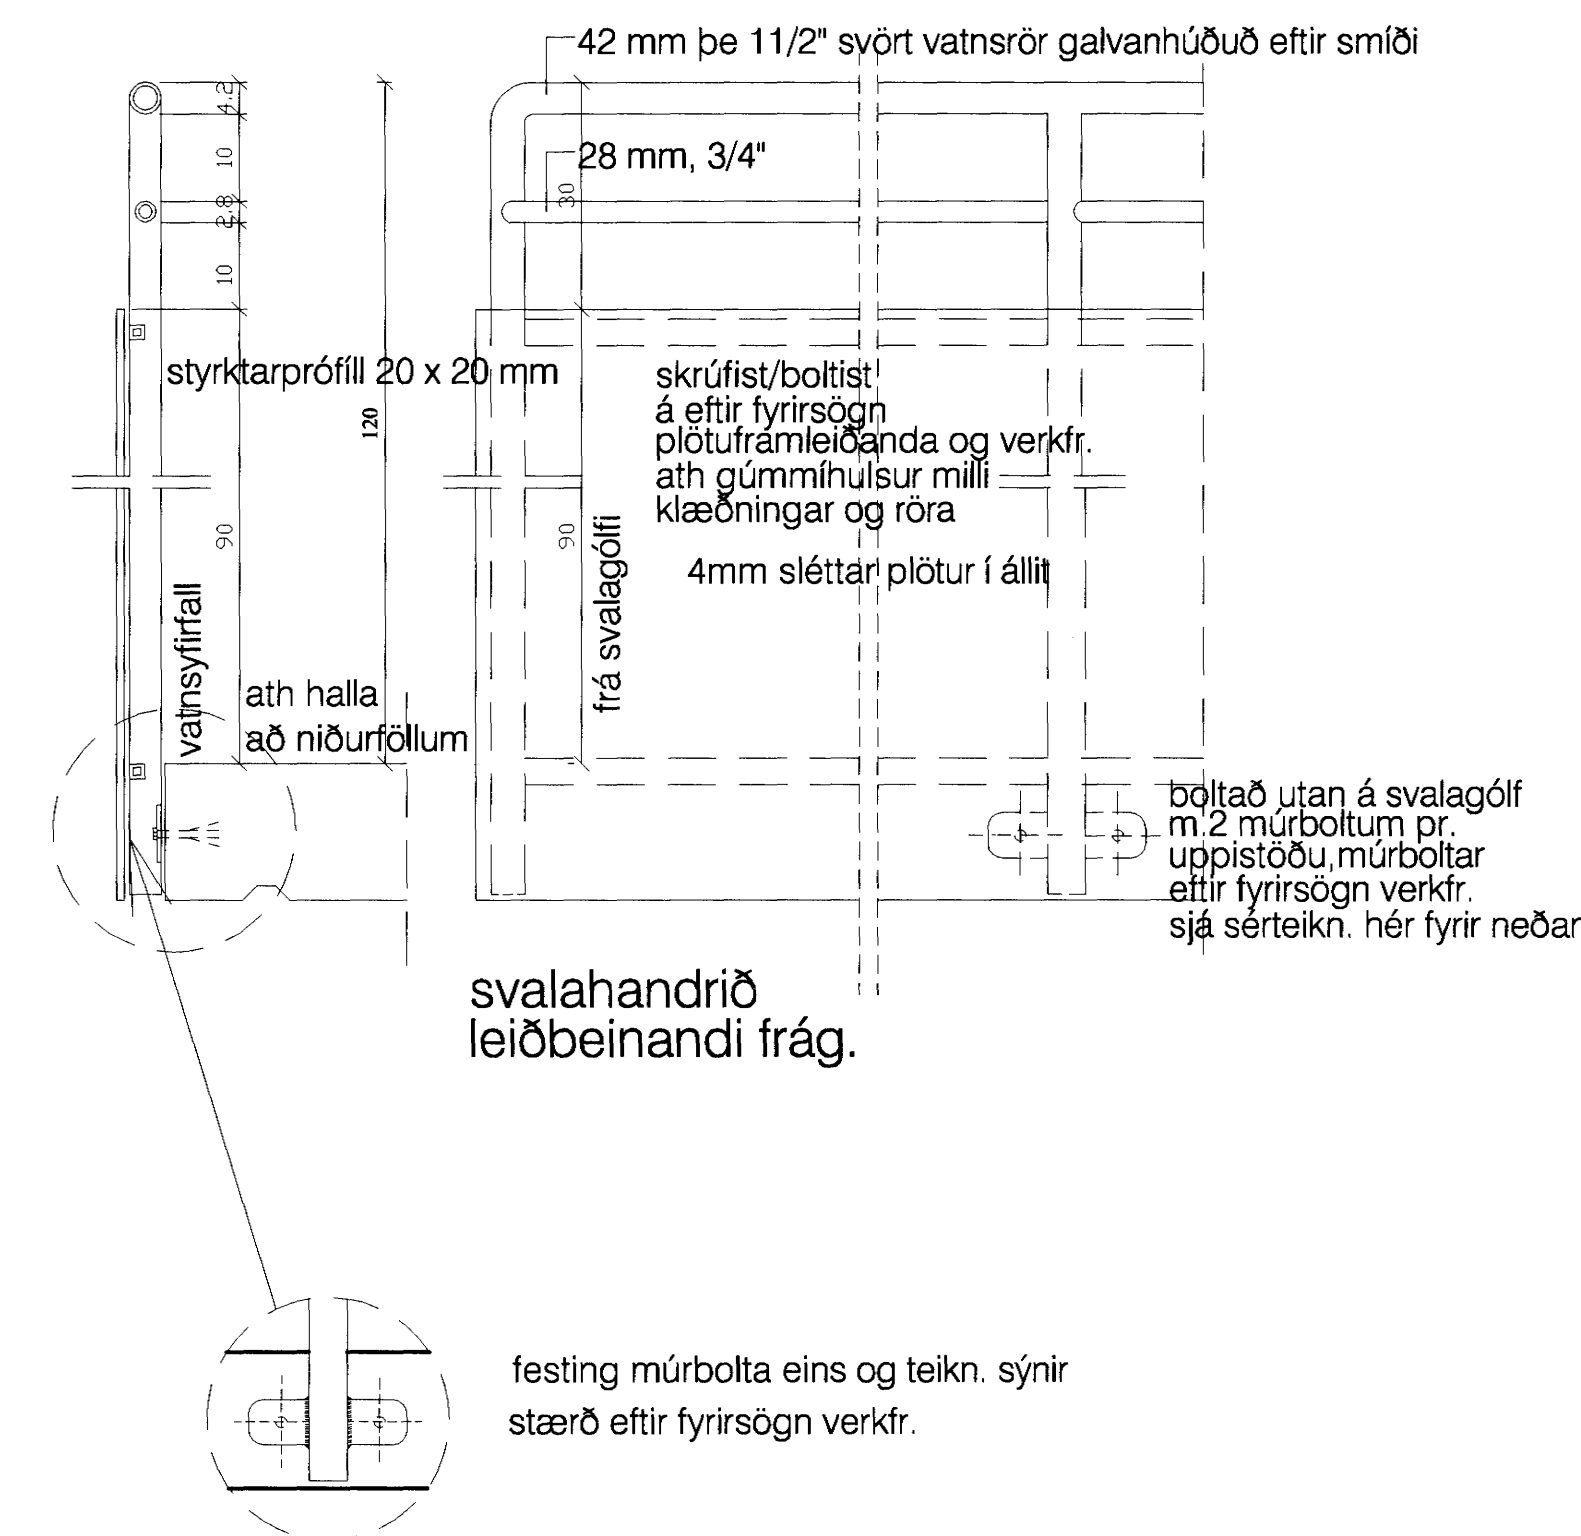 42 mm þe 11/2" svört vatnsrör galvanhúðuð eftir smíði
4.2
10
28 mm, 3/4"
30
2.8
10
styrktarprófíll 20 x 20 mm
120
skrúfist/boltist
á eftir fyrirsögn
plötuframleiðanda og verkfr.
ath gúmmíhulsur milli
klæðningar og röra
90
90
frá svalagólfi
4mm sléttar plötur í állit
vatnsyfirfall
ath halla
að niðurföllum
boltað utan á svalagólf
m.2 múrboltum pr.
uppistöðu,múrboltar
eftir fyrirsögn verkfr.
sjá sérteikn. hér fyrir neðan
svalahandrið
leiðbeinandi frág.
festing múrbolta eins og teikn. sýnir
stærð eftir fyrirsögn verkfr.